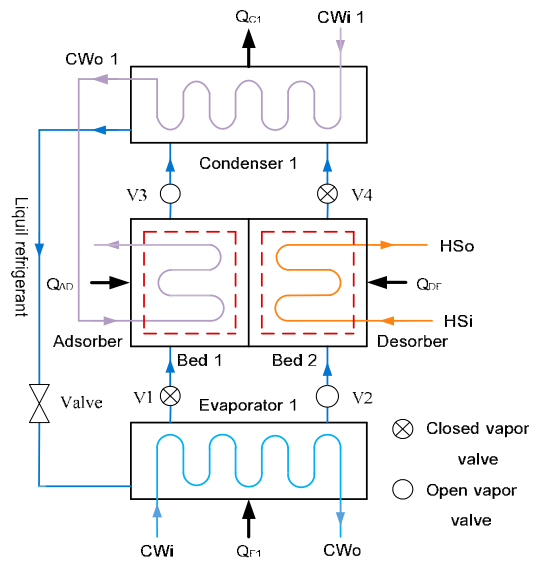 QC1
CWi 1
CWo 1
Condenser 1
V3
V4
Liquil refrigerant
HSo
QAD
QDE
HSi
Adsorber
Desorber
Bed 1
Bed 2
V1
V2
Valve
Evaporator 1
Closed vapor
valve
Open vapor
valve
CWi
QE1
CWo